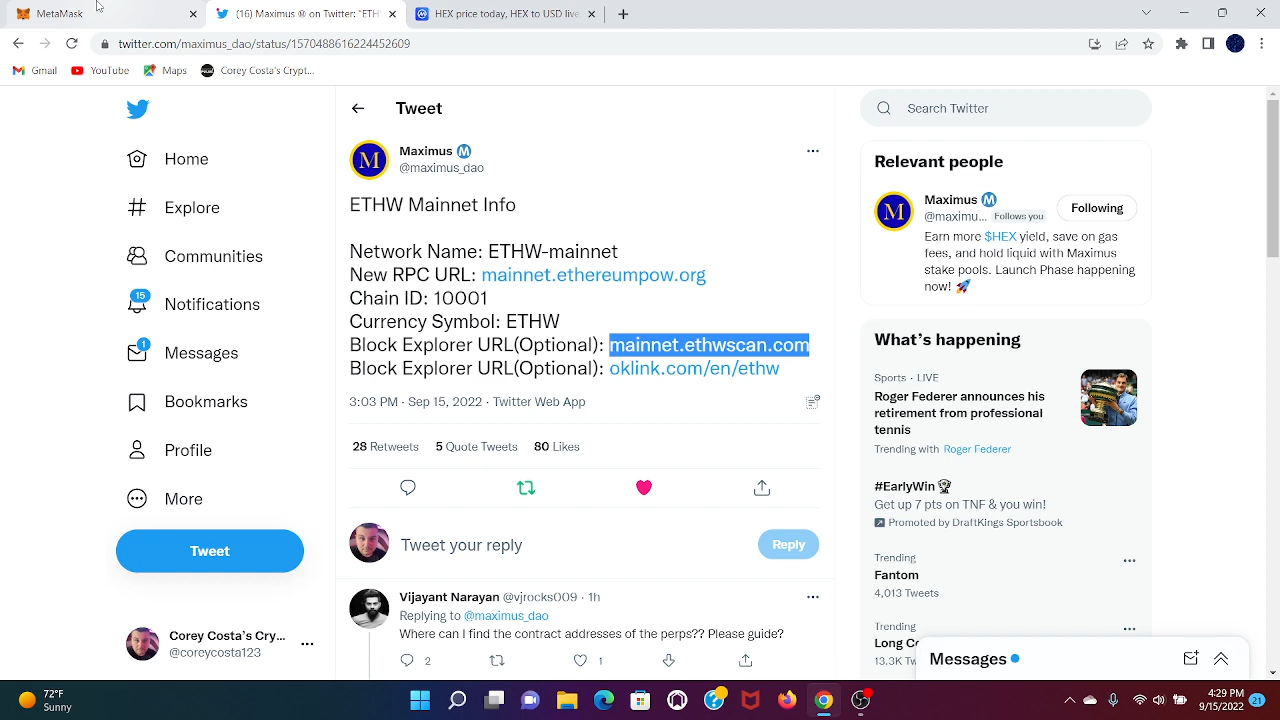 MetaMask
(16) Maximus Ⓜ on Twitter: "ETH
HEX price today, HEX to USD live
twitter.com/maximus_dao/status/1570488616224452609
Gmail
YouTube
Maps
Corey Costa's Crypt...
Tweet
Search Twitter
Home
Explore
Communities
15
Notifications
1
Messages
Bookmarks
Profile
More
Tweet
Corey Costa's Cry...
@coreycosta123
M
Maximus Ⓜ
@maximus_dao
ETHW Mainnet Info
Network Name: ETHW-mainnet
New RPC URL: mainnet.ethereumpow.org
Chain ID: 10001
Currency Symbol: ETHW
Block Explorer URL(Optional): mainnet.ethwscan.com
Block Explorer URL(Optional): oklink.com/en/ethw
3:03 PM · Sep 15, 2022 · Twitter Web App
28 Retweets 5 Quote Tweets 80 Likes
Tweet your reply
Reply
Vijayant Narayan @vjrocks009 · 1h
Replying to @maximus_dao
Where can I find the contract addresses of the perps?? Please guide?
2
1
Relevant people
M
Maximus Ⓜ
@maximu... Follows you
Following
Earn more $HEX yield, save on gas
fees, and hold liquid with Maximus
stake pools. Launch Phase happening
now! 🚀
What's happening
Sports · LIVE
Roger Federer announces his
retirement from professional
tennis
Trending with Roger Federer
#EarlyWin 🏆
Get up 7 pts on TNF & you win!
Promoted by DraftKings Sportsbook
Trending
Fantom
4,013 Tweets
Trending
Long Co
13.3K Tw
Messages
72°F
Sunny
4:29 PM
9/15/2022
21